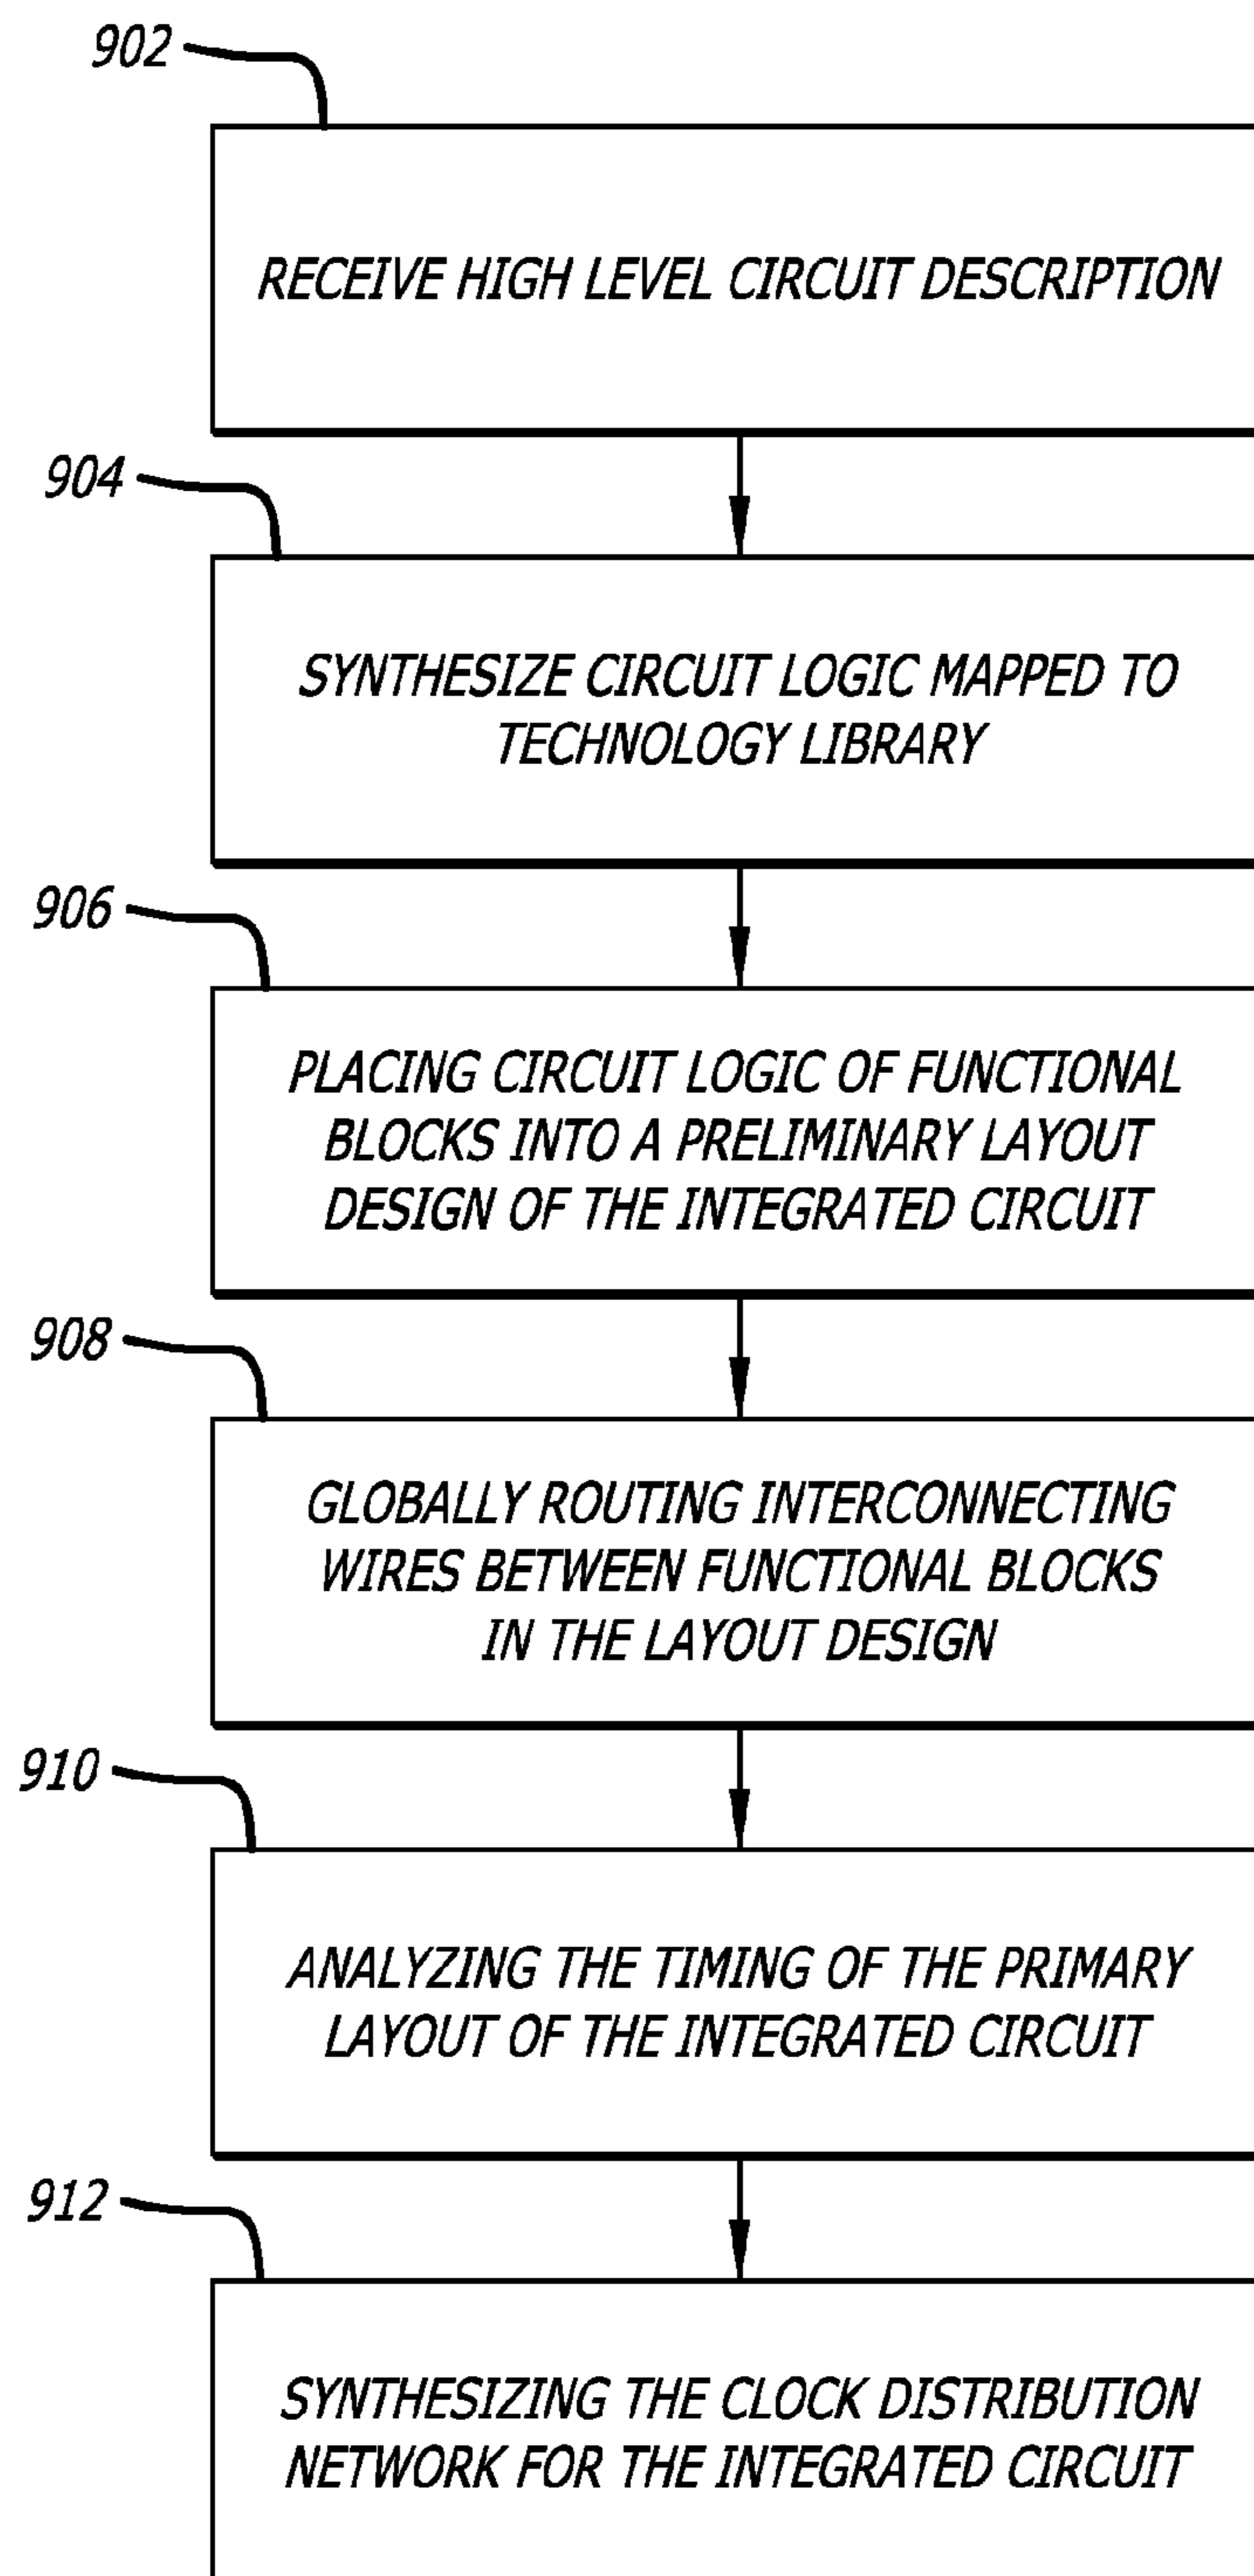 902
RECEIVE HIGH LEVEL CIRCUIT DESCRIPTION
904
SYNTHESIZE CIRCUIT LOGIC MAPPED TO
TECHNOLOGY LIBRARY
906
PLACING CIRCUIT LOGIC OF FUNCTIONAL
BLOCKS INTO A PRELIMINARY LAYOUT
DESIGN OF THE INTEGRATED CIRCUIT
908
GLOBALLY ROUTING INTERCONNECTING
WIRES BETWEEN FUNCTIONAL BLOCKS
IN THE LAYOUT DESIGN
910
ANALYZING THE TIMING OF THE PRIMARY
LAYOUT OF THE INTEGRATED CIRCUIT
912
SYNTHESIZING THE CLOCK DISTRIBUTION
NETWORK FOR THE INTEGRATED CIRCUIT